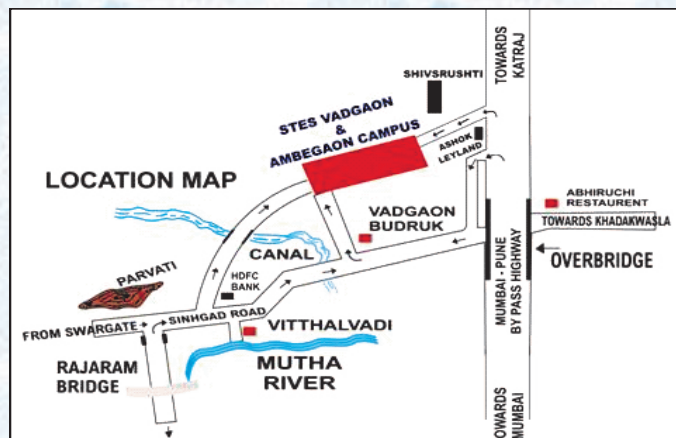 TOWARDS
KATRAJ
SHIVSRUSHTI
STES VADGAON
&
AMBEGAON CAMPUS
ASHOK
LEYLAND
LOCATION MAP
ABHIRUCHI
RESTAURENT
VADGAON
BUDRUK
TOWARDS KHADAKWASLA
CANAL
OVERBRIDGE
MUMBAI - PUNE
BY PASS HIGHWAY
PARVATI
HDFC
BANK
FROM SWARGATE
SINHGAD ROAD
VITTHALVADI
RAJARAM
BRIDGE
MUTHA
RIVER
TOWARDS
MUMBAI